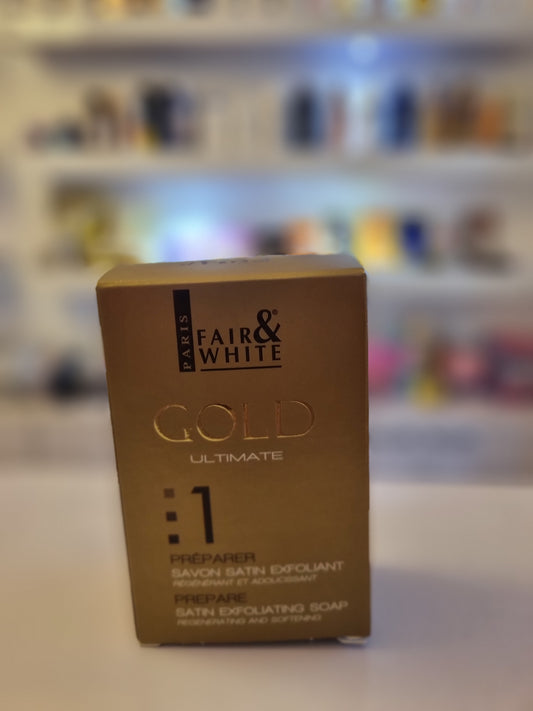 PARIS
FAIR &®
WHITE
GOLD
ULTIMATE
1
PRÉPARER
SAVON SATIN EXFOLIANT
RÉGÉNÉRANT ET ADOUCISSANT
PREPARE
SATIN EXFOLIATING SOAP
REGENERATING AND SOFTENING